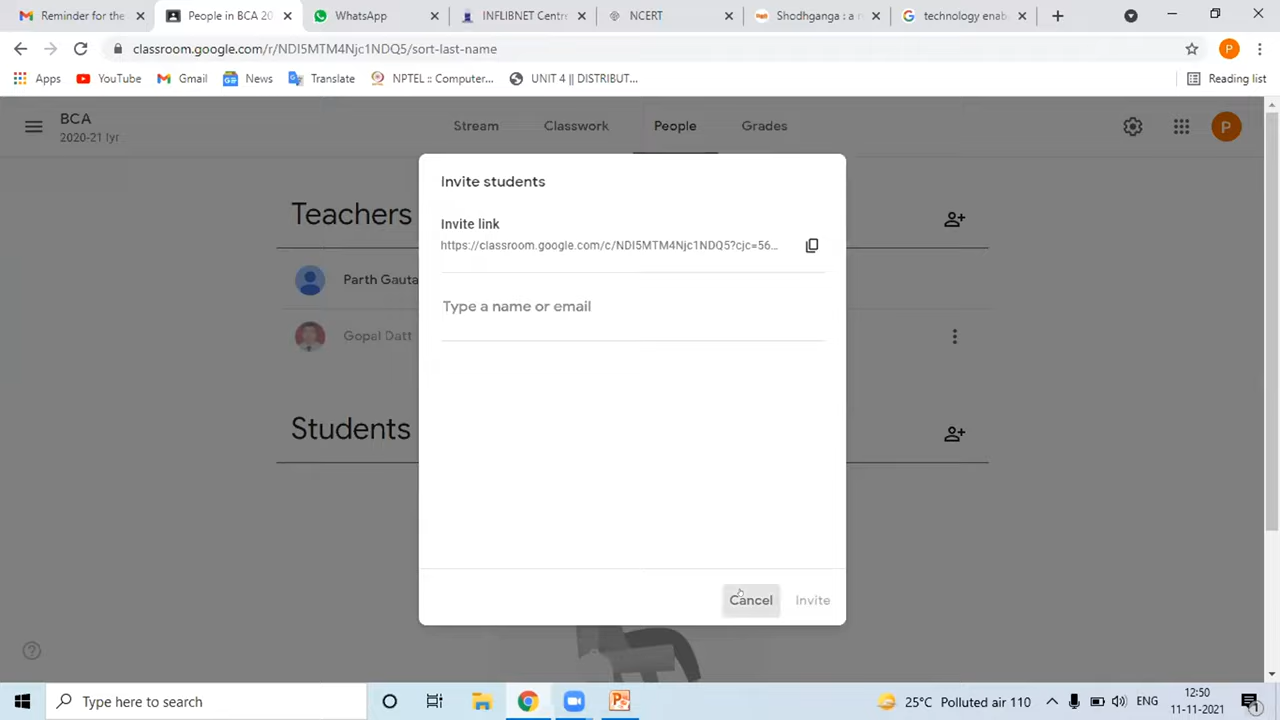 Reminder for the
People in BCA 20
WhatsApp
INFLIBNET Centre
NCERT
Shodhganga : a r
technology enab
classroom.google.com/r/NDI5MTM4Njc1NDQ5/sort-last-name
P
Apps
YouTube
Gmail
News
Translate
NPTEL :: Computer...
UNIT 4 || DISTRIBUT...
Reading list
BCA
2020-21 Iyr
Stream
Classwork
People
Grades
P
Invite students
Teachers
Invite link
https://classroom.google.com/c/NDI5MTM4Njc1NDQ5?cjc=56...
Parth Gauta
Type a name or email
Gopal Datt
Students
Cancel
Invite
Type here to search
25°C Polluted air 110
ENG
12:50
11-11-2021